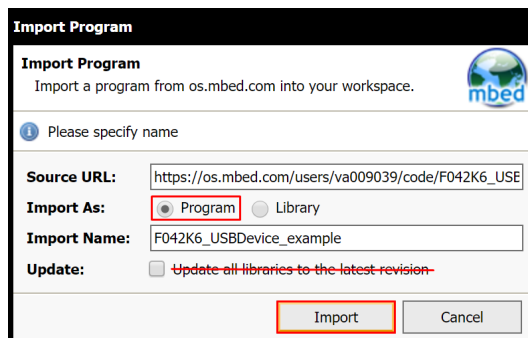 Import Program
Import Program
Import a program from os.mbed.com into your workspace.
mbed
i Please specify name
Source URL: https://os.mbed.com/users/va009039/code/F042K6_USE
Import As: Program Library
Import Name: F042K6_USBDevice_example
Update: Update all libraries to the latest revision
Import Cancel